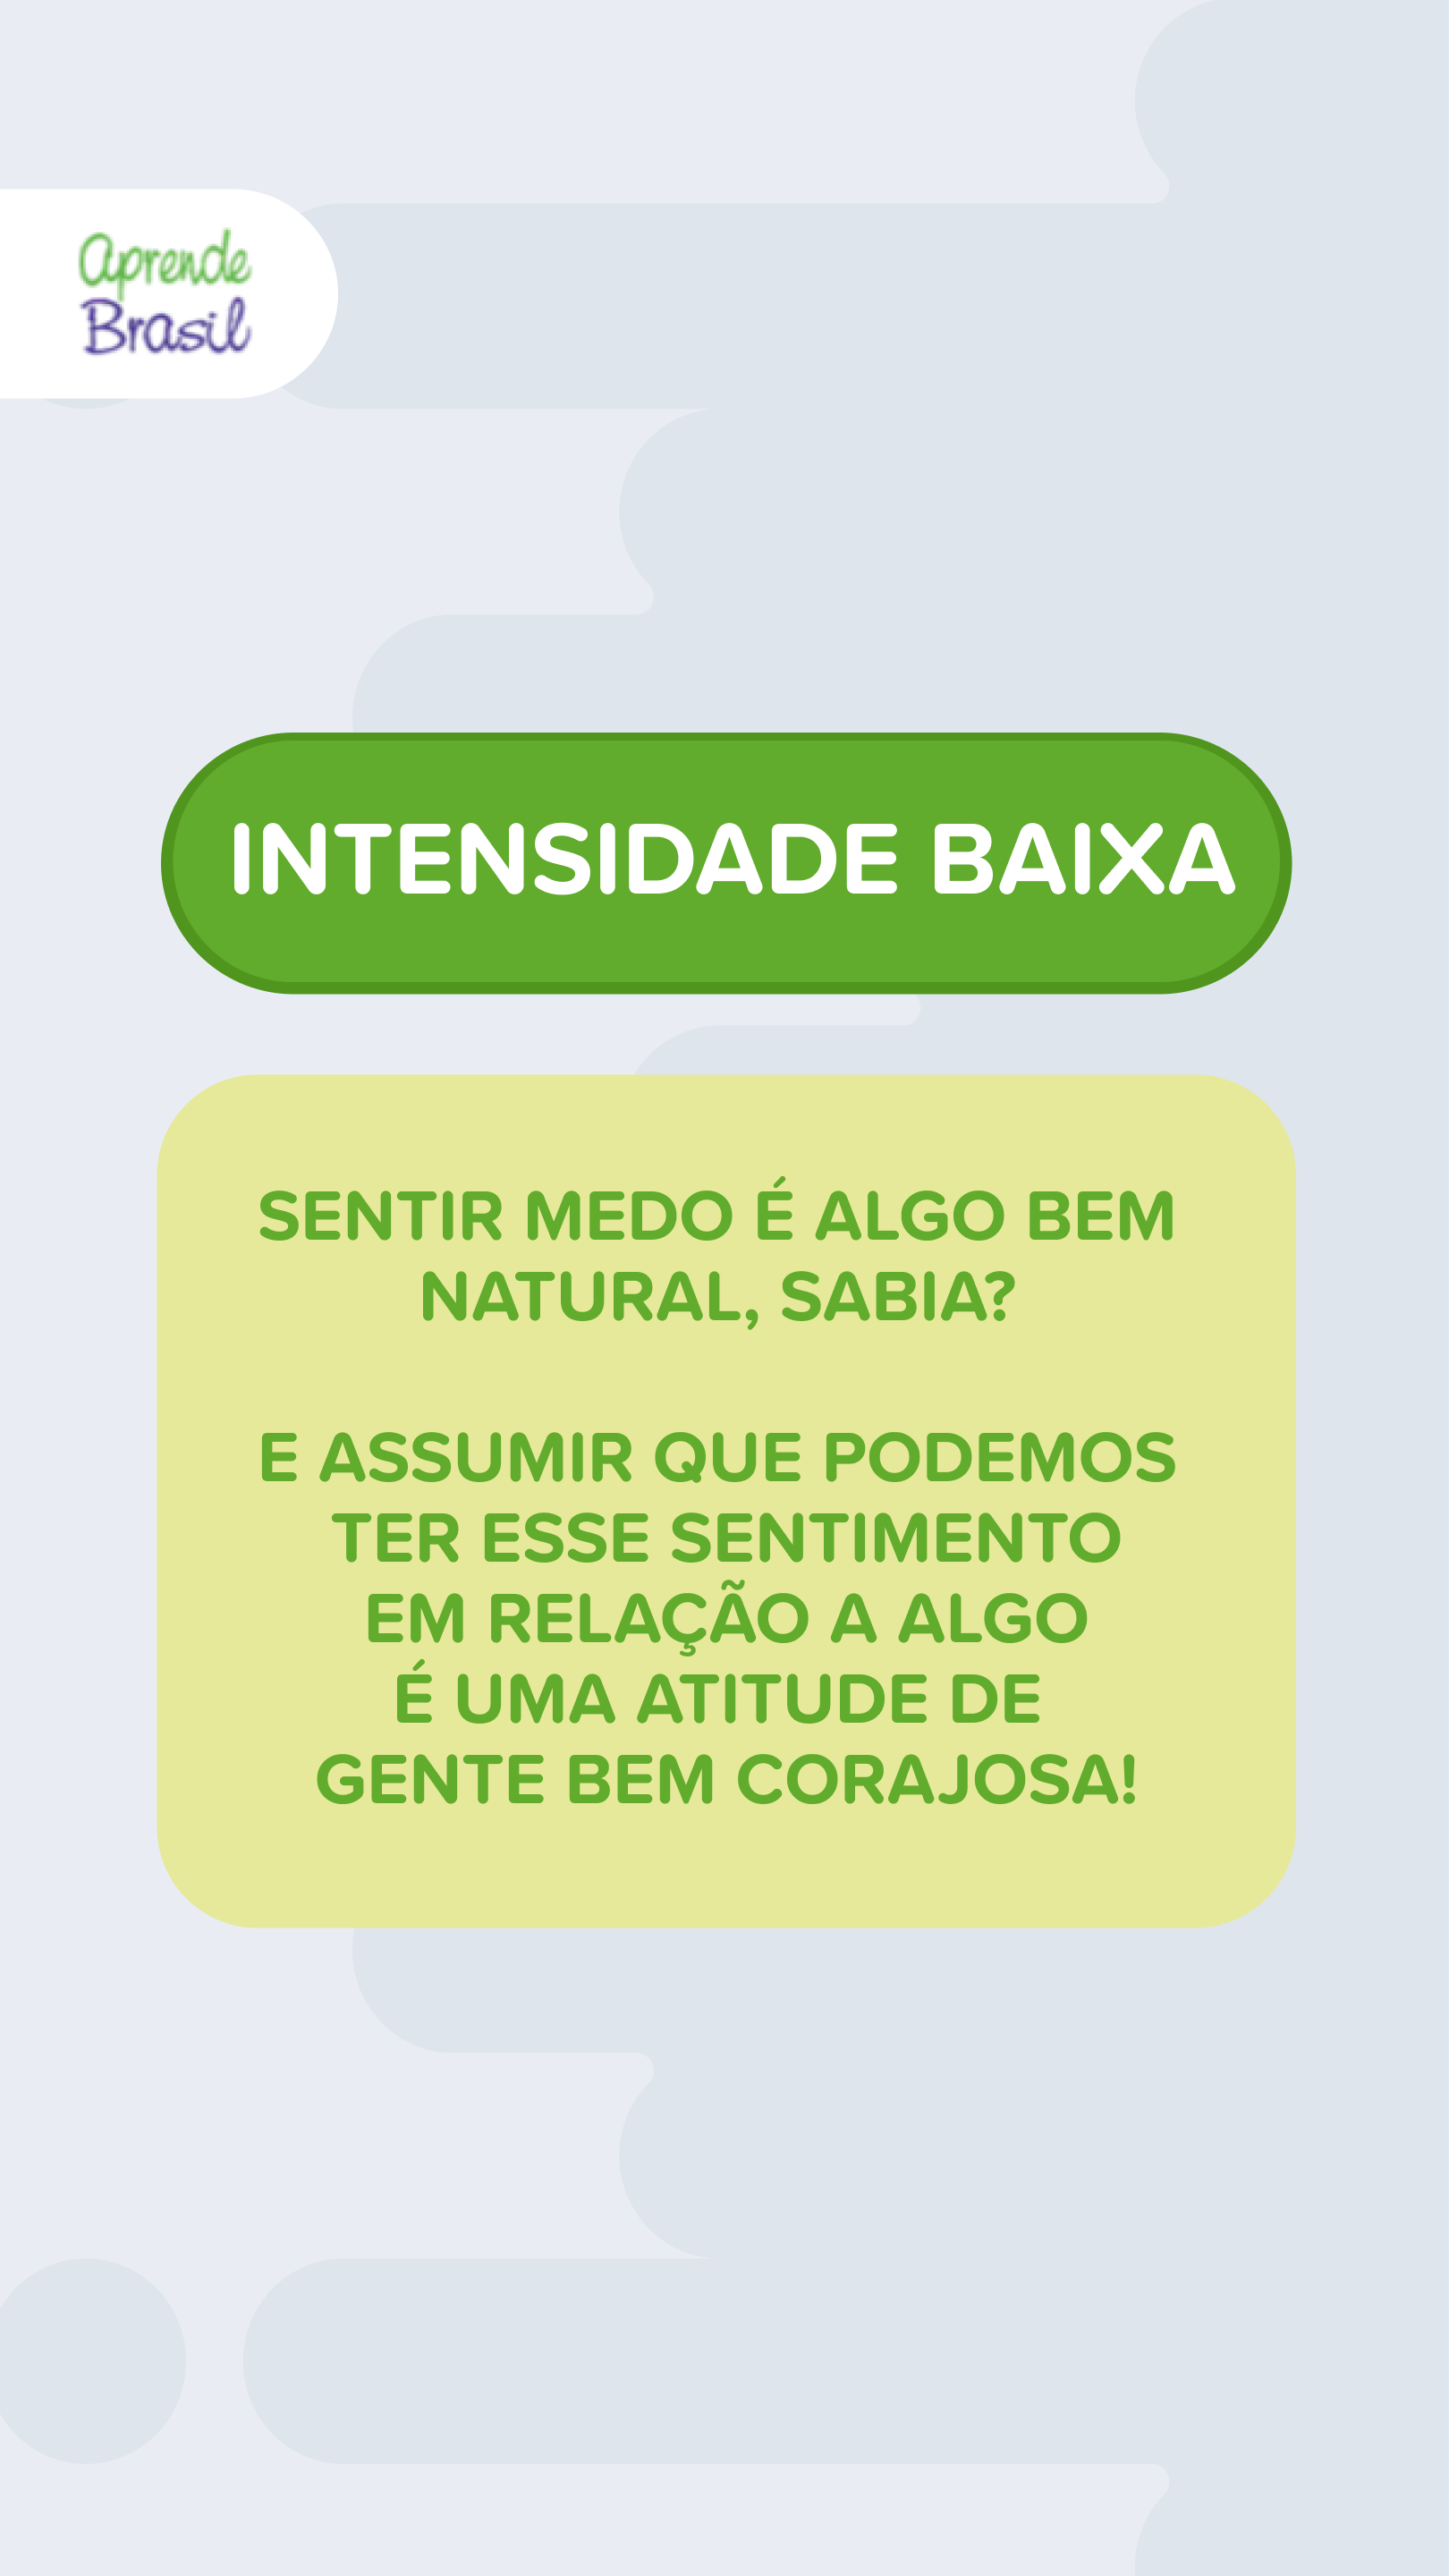 Aprende
Brasil
INTENSIDADE BAIXA
SENTIR MEDO É ALGO BEM
NATURAL, SABIA?
E ASSUMIR QUE PODEMOS
TER ESSE SENTIMENTO
EM RELAÇÃO A ALGO
É UMA ATITUDE DE
GENTE BEM CORAJOSA!